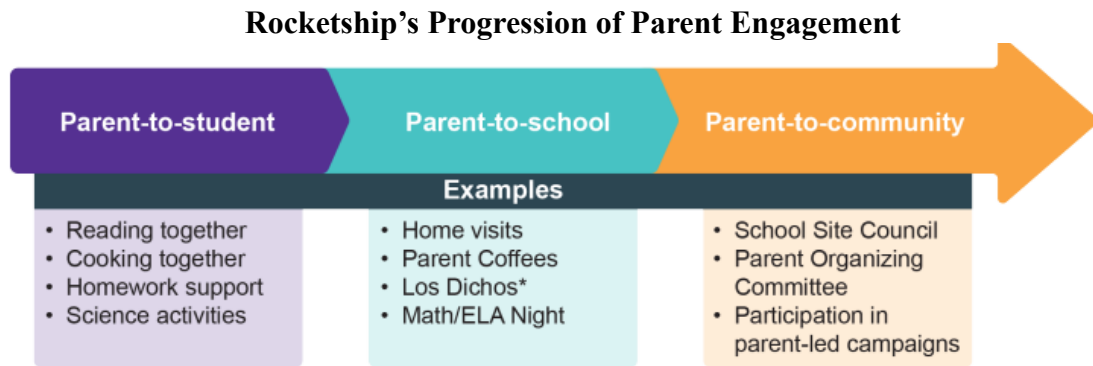 Rocketship’s Progression of Parent Engagement
Parent-to-student
Parent-to-school
Parent-to-community
Examples
• Reading together
• Cooking together
• Homework support
• Science activities
• Home visits
• Parent Coffees
• Los Dichos*
• Math/ELA Night
• School Site Council
• Parent Organizing
Committee
• Participation in
parent-led campaigns